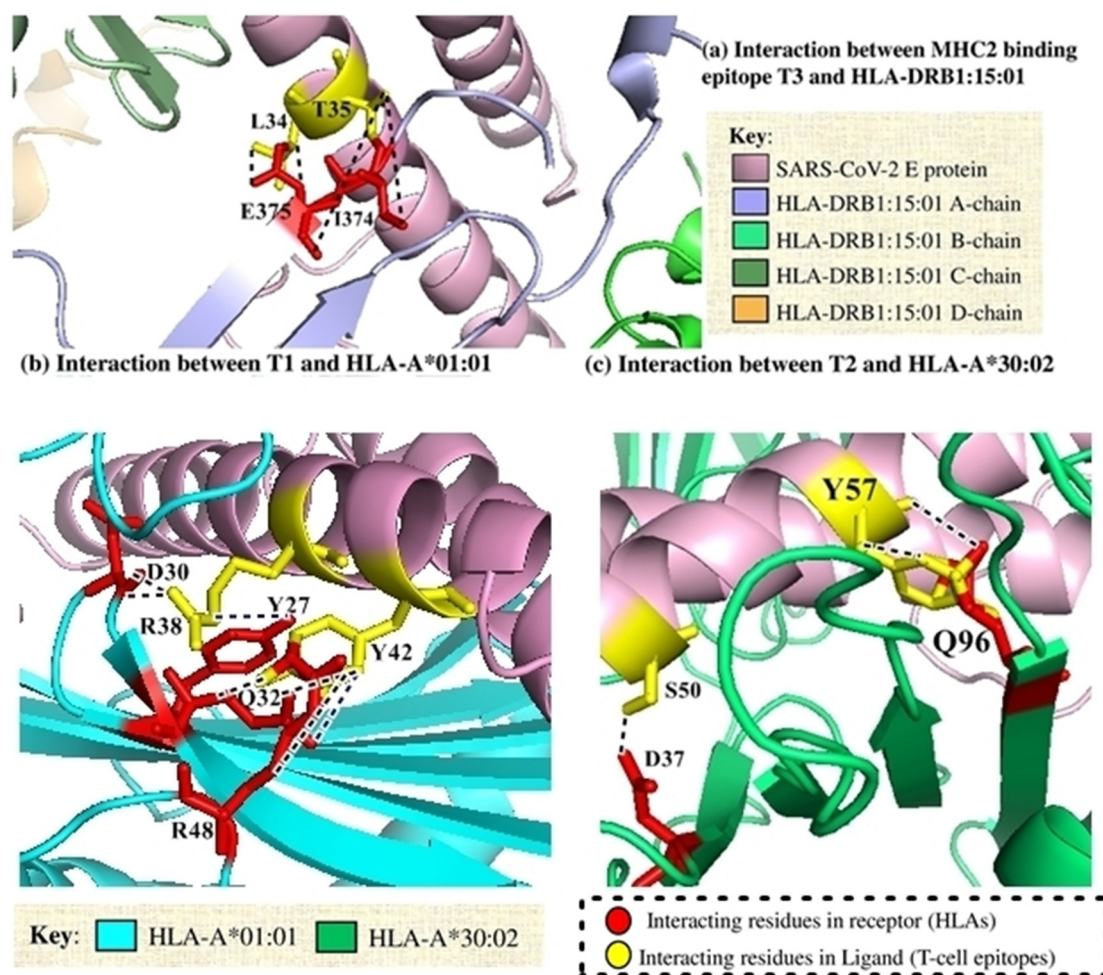 (a) Interaction between MHC2 binding
epitope T3 and HLA-DRB1:15:01
T35
L34
E375
I374
Key:
SARS-CoV-2 E protein
HLA-DRB1:15:01 A-chain
HLA-DRB1:15:01 B-chain
HLA-DRB1:15:01 C-chain
HLA-DRB1:15:01 D-chain
(b) Interaction between T1 and HLA-A*01:01
(c) Interaction between T2 and HLA-A*30:02
D30
R38
Y27
Y42
Q32
R48
Y57
Q96
S50
D37
Key:
HLA-A*01:01
HLA-A*30:02
Interacting residues in receptor (HLAs)
Interacting residues in Ligand (T-cell epitopes)